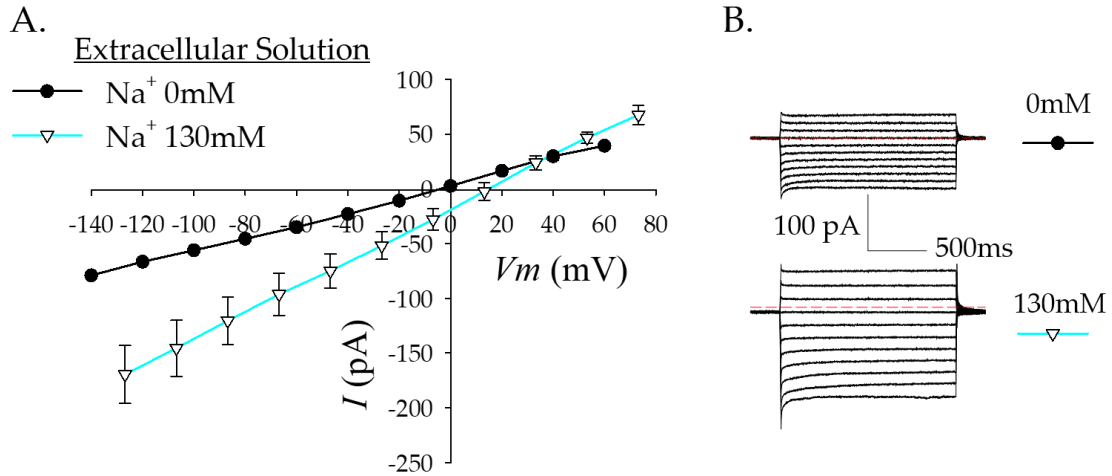 A.
Extracellular Solution
Na⁺ 0mM
Na⁺ 130mM
100
50
0
-50
-100
-150
-200
-250
-140 -120 -100 -80 -60 -40 -20 0 20 40 60 80
Vm (mV)
I (pA)
B.
0mM
100 pA
500ms
130mM